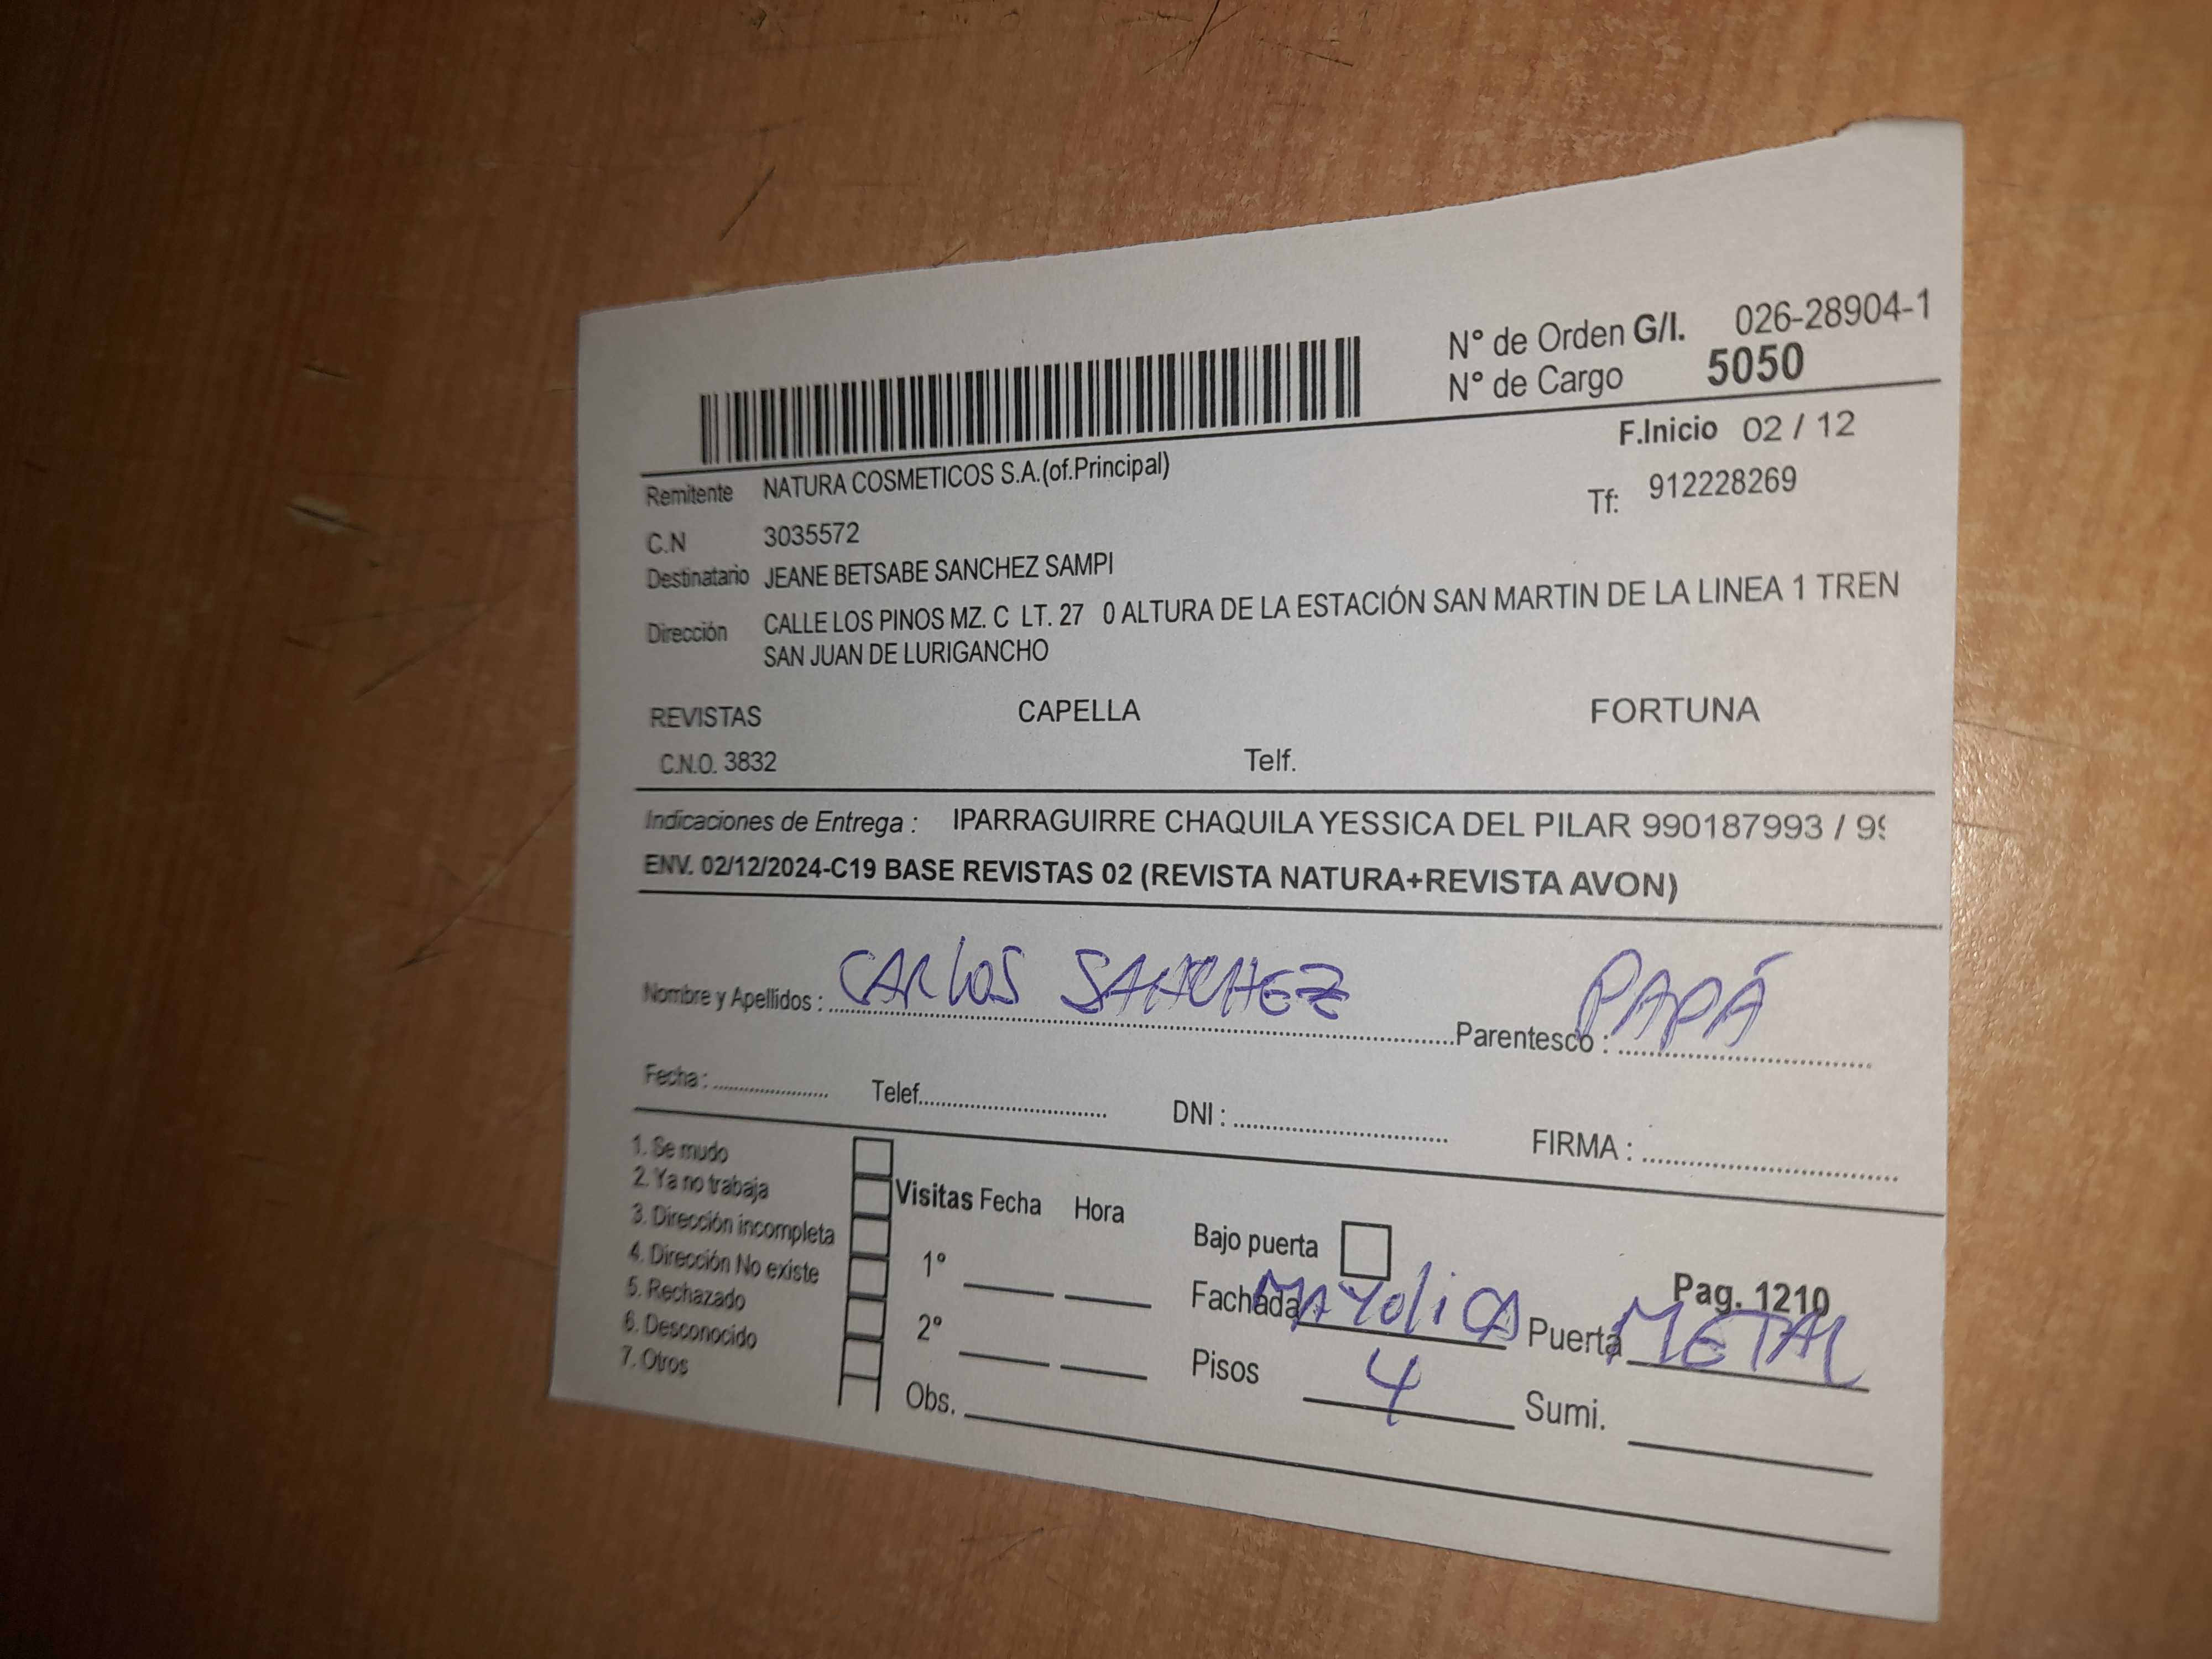 N° de Orden G/I. 026-28904-1
N° de Cargo 5050
F.Inicio 02 / 12
Remitente NATURA COSMETICOS S.A.(of.Principal)
Tf: 912228269
C.N 3035572
Destinatario JEANE BETSABE SANCHEZ SAMPI
Dirección CALLE LOS PINOS MZ. C LT. 27 0 ALTURA DE LA ESTACIÓN SAN MARTIN DE LA LINEA 1 TREN
SAN JUAN DE LURIGANCHO
REVISTAS CAPELLA FORTUNA
C.N.O. 3832 Telf.
Indicaciones de Entrega : IPARRAGUIRRE CHAQUILA YESSICA DEL PILAR 990187993 / 99
ENV. 02/12/2024-C19 BASE REVISTAS 02 (REVISTA NATURA+REVISTA AVON)
Nombre y Apellidos : CARLOS SANCHEZ Parentesco : PAPÁ
Fecha : Telef. DNI : FIRMA :
1. Se mudo
2. Ya no trabaja
3. Dirección incompleta
4. Dirección No existe
5. Rechazado
6. Desconocido
7. Otros
Visitas Fecha Hora
1°
2°
Obs.
Bajo puerta
Pag. 1210
Fachada MAYOLICA Puerta METAL
Pisos 4 Sumi.